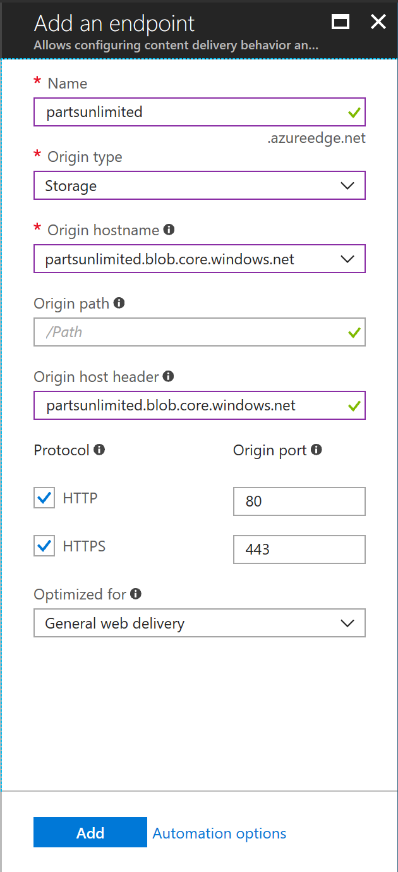 Add an endpoint
Allows configuring content delivery behavior an...
* Name
partsunlimited
.azureedge.net
* Origin type
Storage
* Origin hostname
partsunlimited.blob.core.windows.net
Origin path
/Path
Origin host header
partsunlimited.blob.core.windows.net
Protocol Origin port
HTTP 80
HTTPS 443
Optimized for
General web delivery
Add Automation options